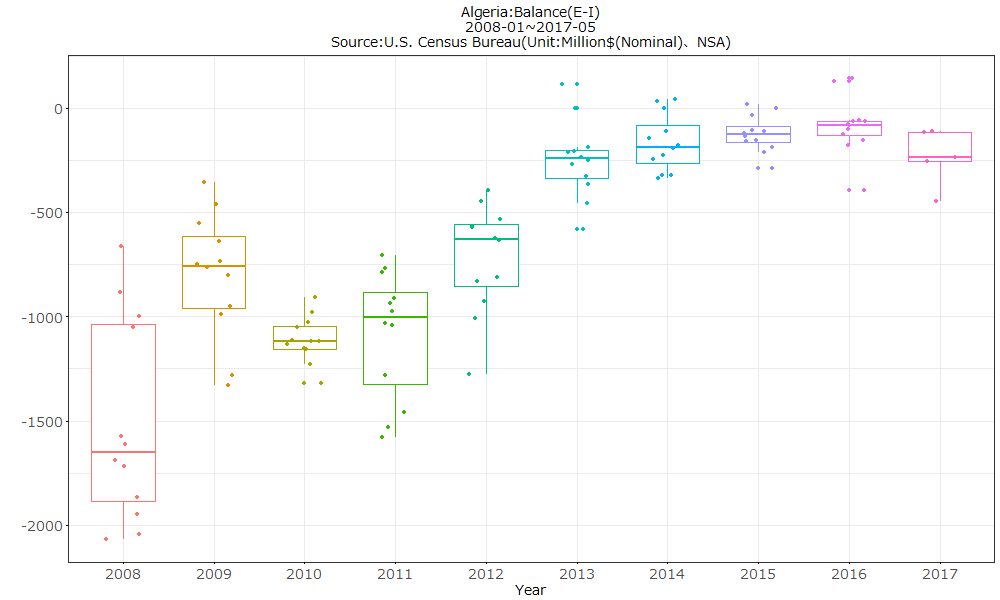 Algeria:Balance(E-I)
2008-01~2017-05
Source:U.S. Census Bureau(Unit:Million$(Nominal)、NSA)
0
-500
-1000
-1500
-2000
2008 2009 2010 2011 2012 2013 2014 2015 2016 2017
Year